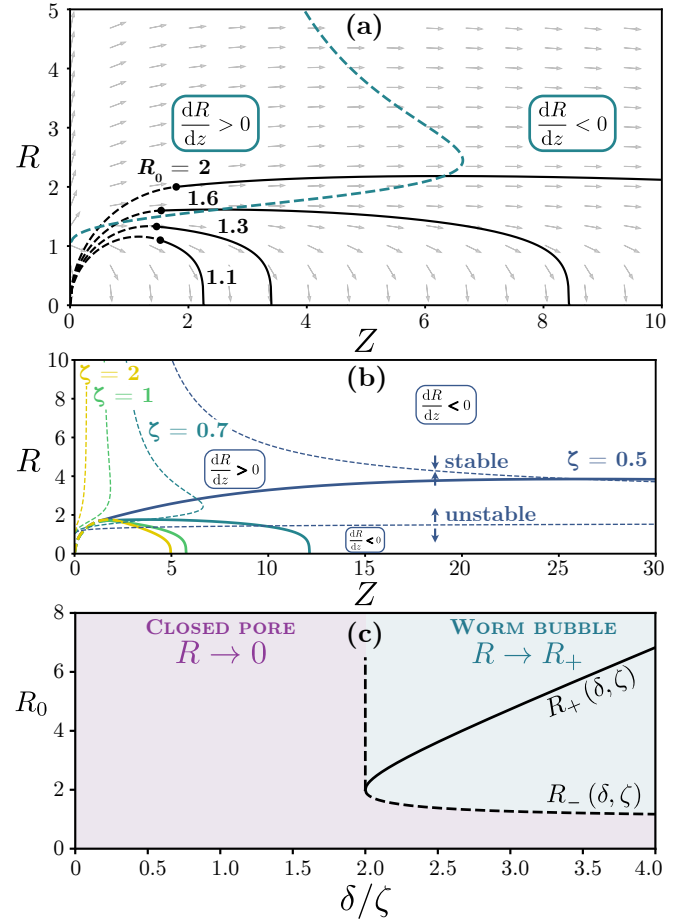 (a)
5
4
3
2
1
0
R
dR/dz > 0
dR/dz < 0
R₀ = 2
1.6
1.3
1.1
0 2 4 6 8 10
Z
(b)
10
8
6
4
2
0
R
ζ = 2
ζ = 1
ζ = 0.7
dR/dz < 0
dR/dz > 0
stable
ζ = 0.5
unstable
dR/dz < 0
0 5 10 15 20 25 30
Z
(c)
8
6
4
2
0
R₀
Closed pore
R → 0
Worm bubble
R → R₊
R₊ (δ, ζ)
R₋ (δ, ζ)
0 0.5 1.0 1.5 2.0 2.5 3.0 3.5 4.0
δ/ζ